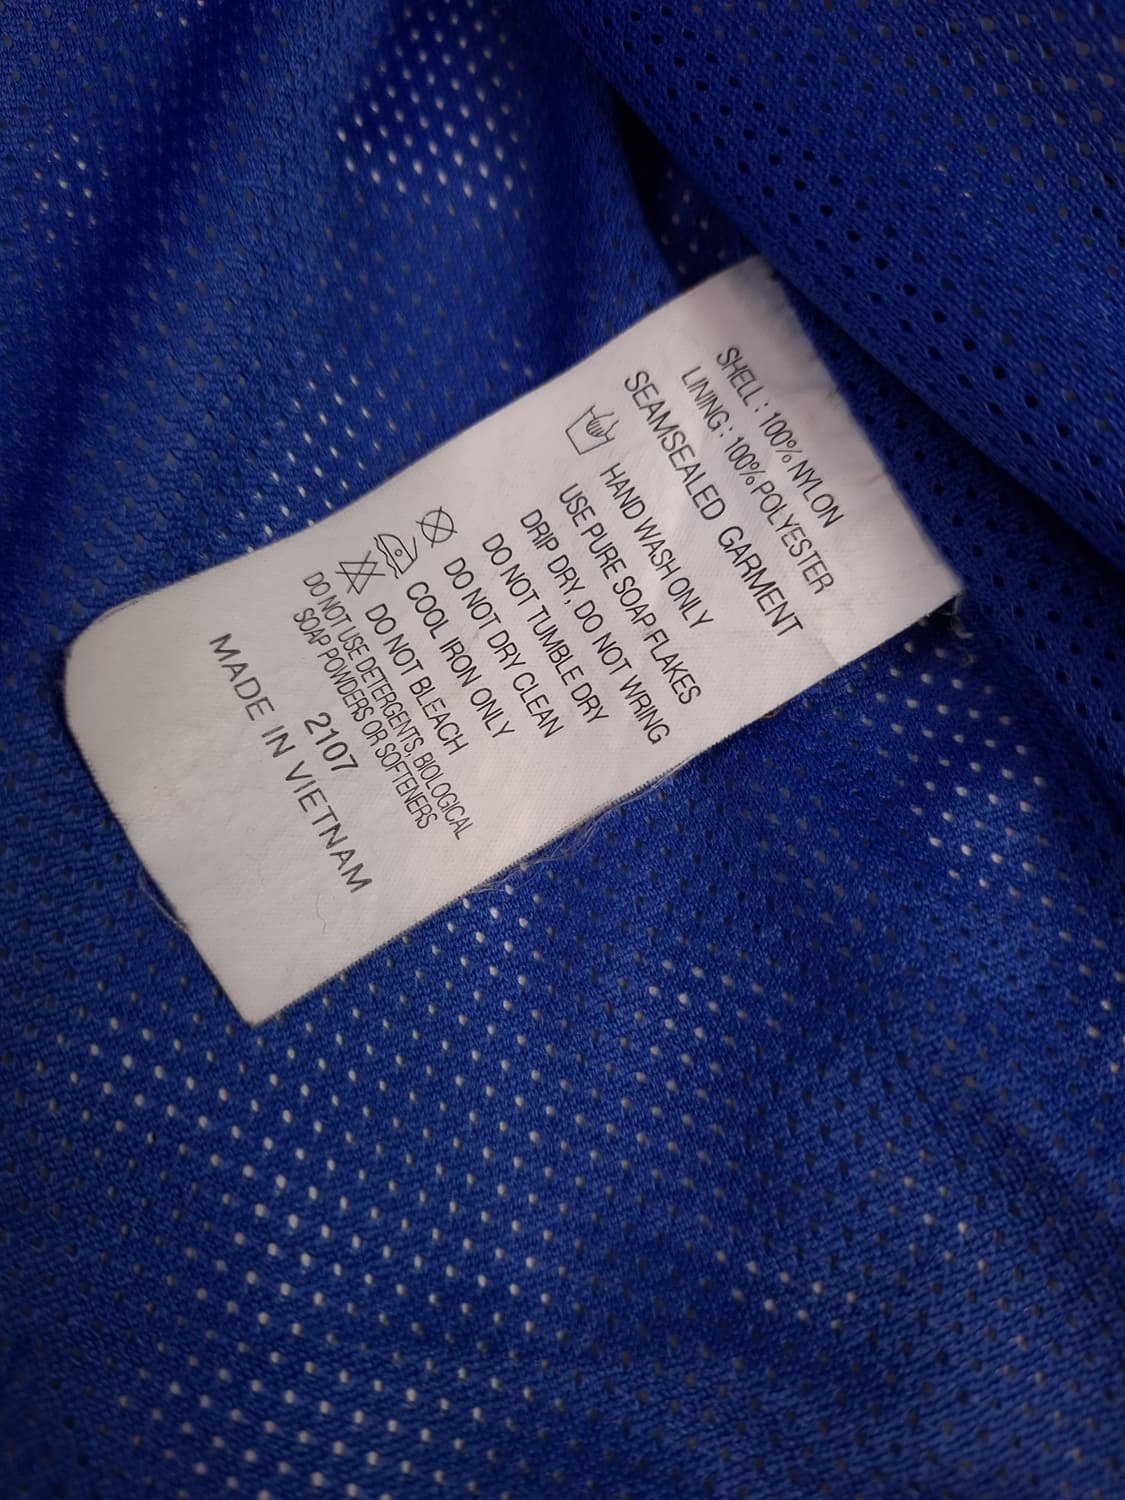 SHELL : 100% NYLON
LINING : 100% POLYESTER
SEAMSEALED GARMENT
HAND WASH ONLY
USE PURE SOAP FLAKES
DRIP DRY, DO NOT WRING
DO NOT TUMBLE DRY
DO NOT DRY CLEAN
COOL IRON ONLY
DO NOT BLEACH
DO NOT USE DETERGENTS, BIOLOGICAL
SOAP POWDERS OR SOFTENERS
2107
MADE IN VIETNAM